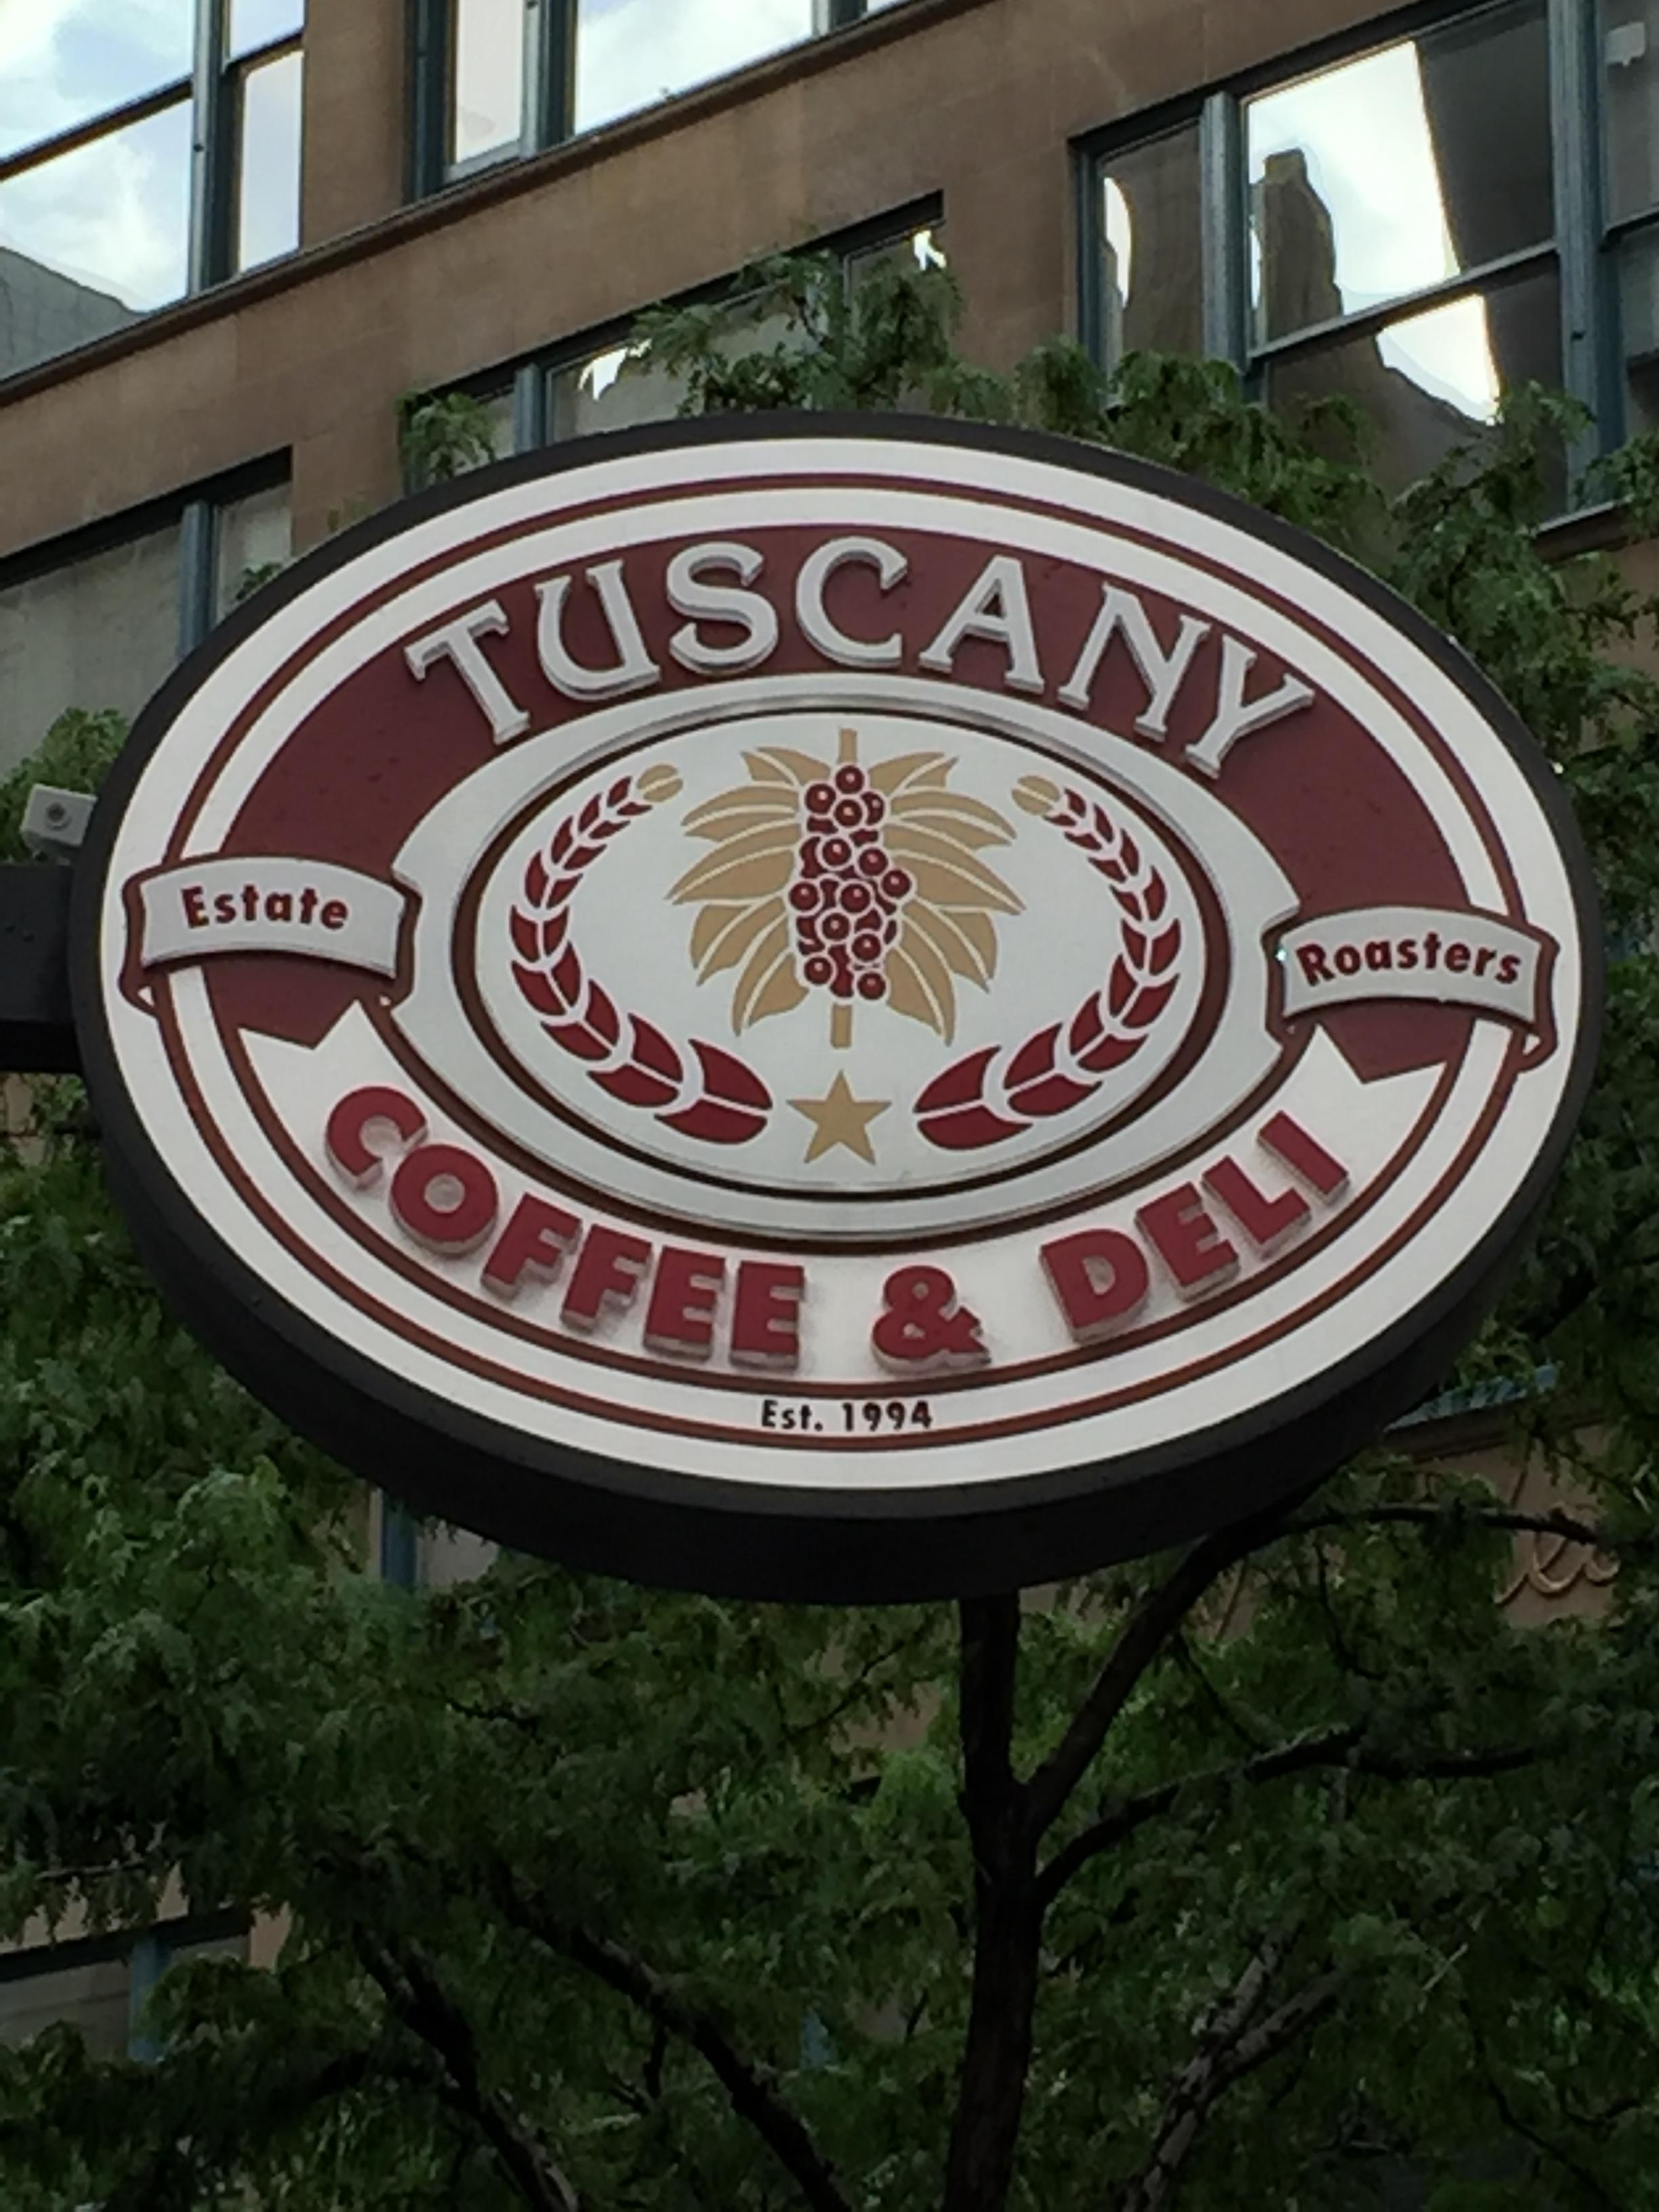 TUSCANY
Estate
Roasters
COFFEE & DELI
Est. 1994